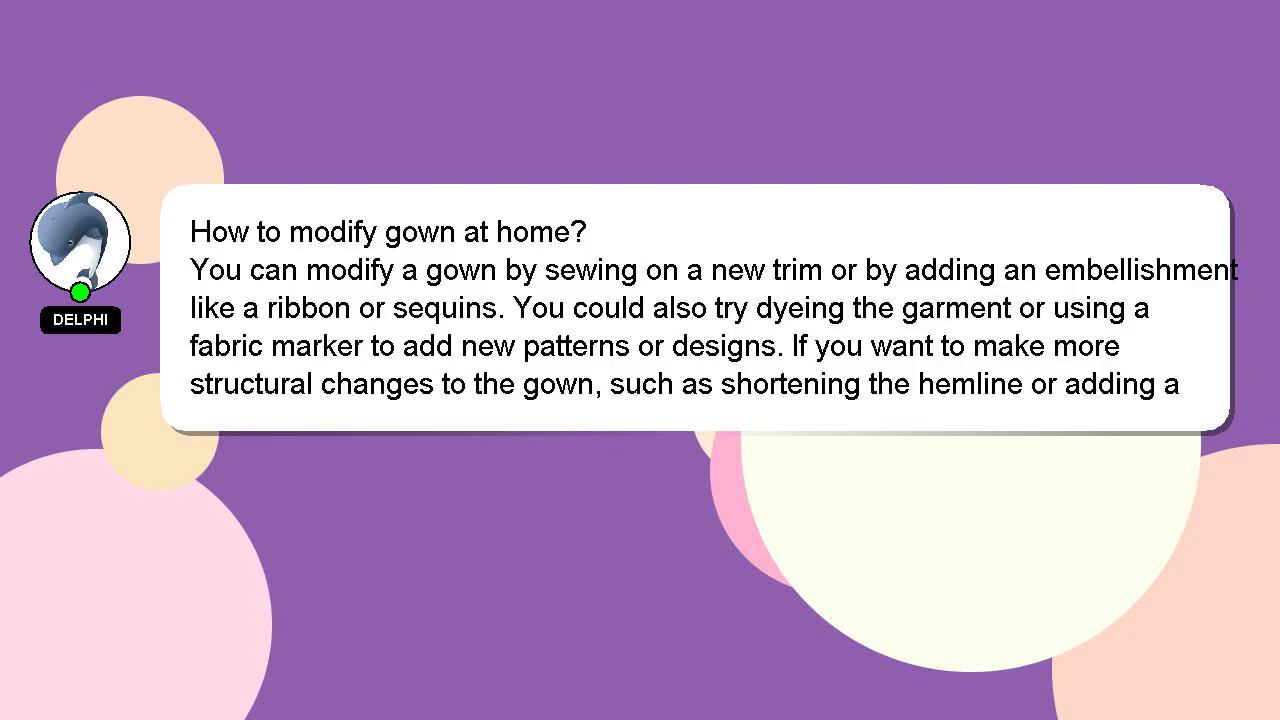 How to modify gown at home?
You can modify a gown by sewing on a new trim or by adding an embellishment
like a ribbon or sequins. You could also try dyeing the garment or using a
fabric marker to add new patterns or designs. If you want to make more
structural changes to the gown, such as shortening the hemline or adding a
DELPHI